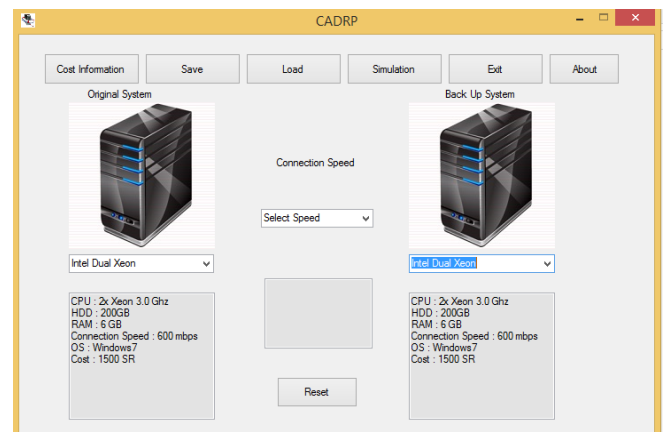 CADRP
Cost Information Save Load Simulation Exit About
Original System Back Up System
Connection Speed
Select Speed
Intel Dual Xeon Intel Dual Xeon
CPU : 2x Xeon 3.0 Ghz
HDD : 200GB
RAM : 6 GB
Connection Speed : 600 mbps
OS : Windows7
Cost : 1500 SR
CPU : 2x Xeon 3.0 Ghz
HDD : 200GB
RAM : 6 GB
Connection Speed : 600 mbps
OS : Windows7
Cost : 1500 SR
Reset